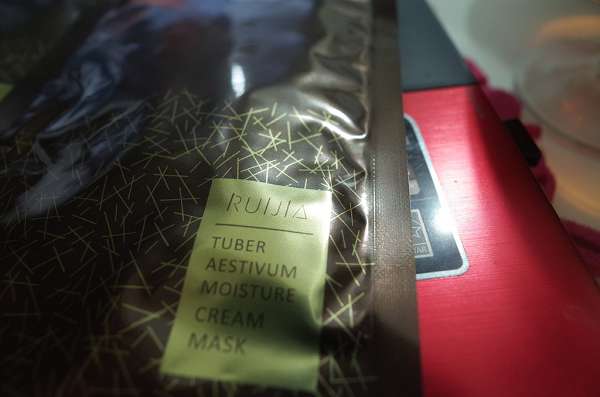 RUIJIA
TUBER
AESTIVUM
MOISTURE
CREAM
MASK